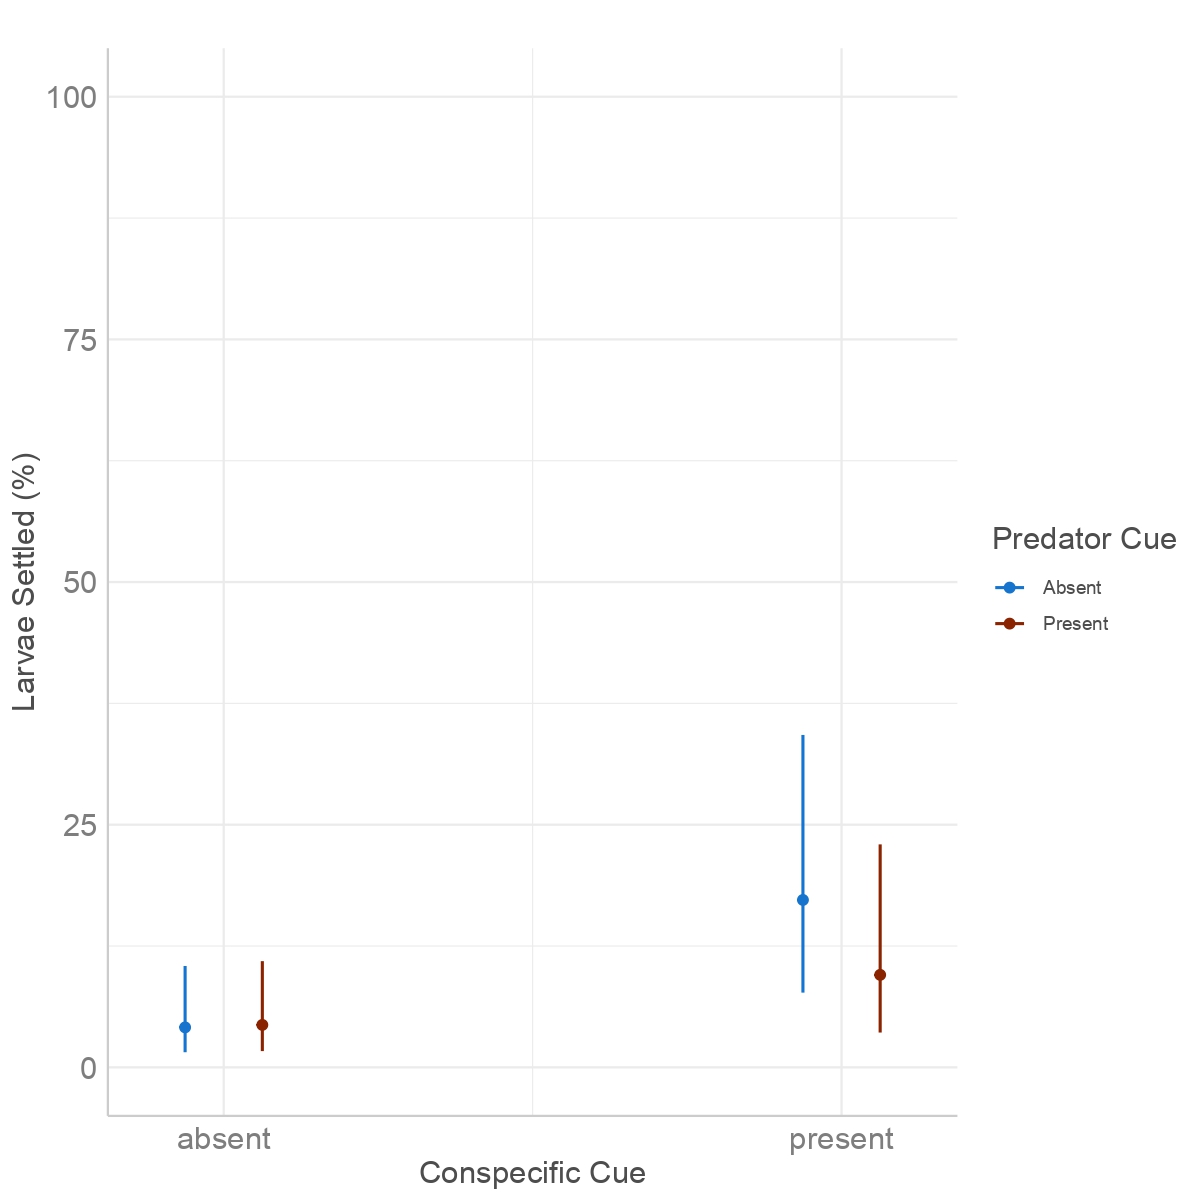 100
75
50
25
0
Larvae Settled (%)
absent
present
Conspecific Cue
Predator Cue
Absent
Present